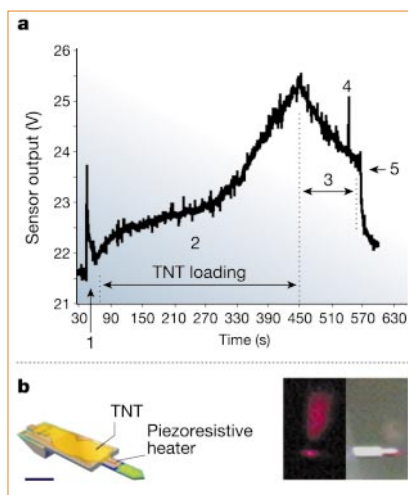 a
26
25
24
23
22
21
Sensor output (V)
4
5
3
2
TNT loading
1
30 90 150 210 270 330 390 450 510 570 630
Time (s)
b
TNT
Piezoresistive
heater